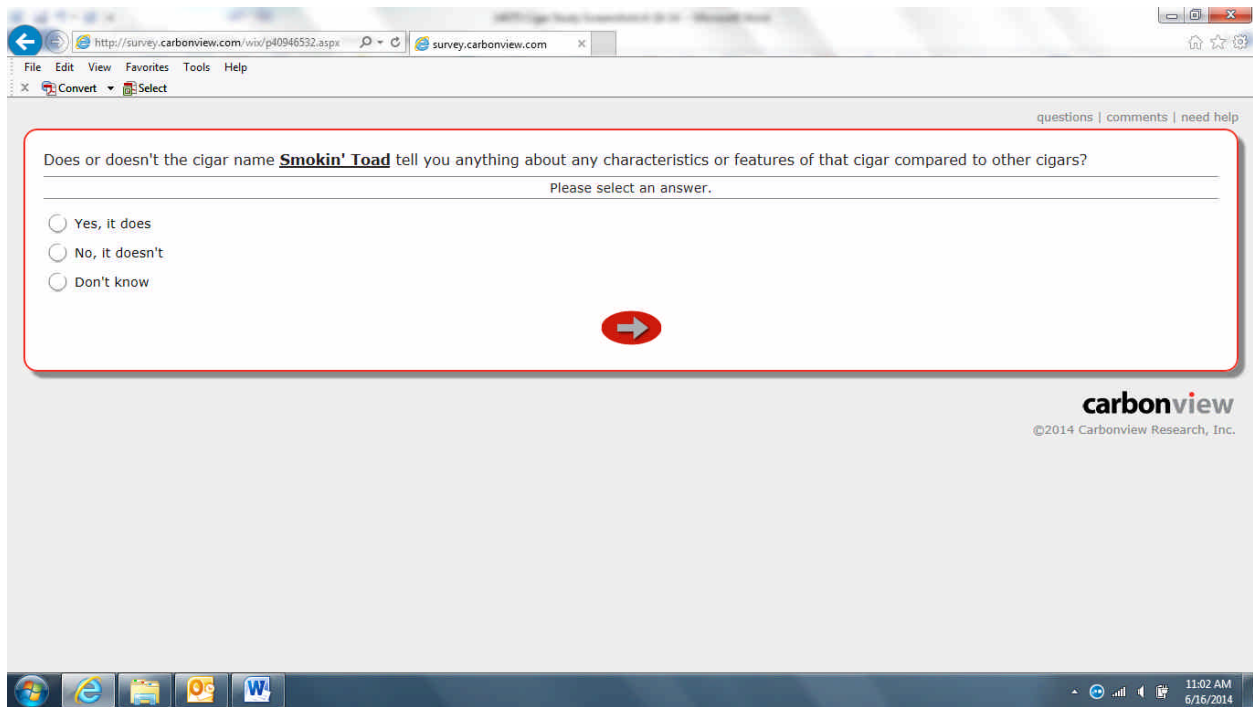 http://survey.carbonview.com/wix/p40946532.aspx
survey.carbonview.com
File Edit View Favorites Tools Help
Convert Select
questions | comments | need help
Does or doesn't the cigar name Smokin' Toad tell you anything about any characteristics or features of that cigar compared to other cigars?
Please select an answer.
Yes, it does
No, it doesn't
Don't know
carbonview
©2014 Carbonview Research, Inc.
11:02 AM
6/16/2014